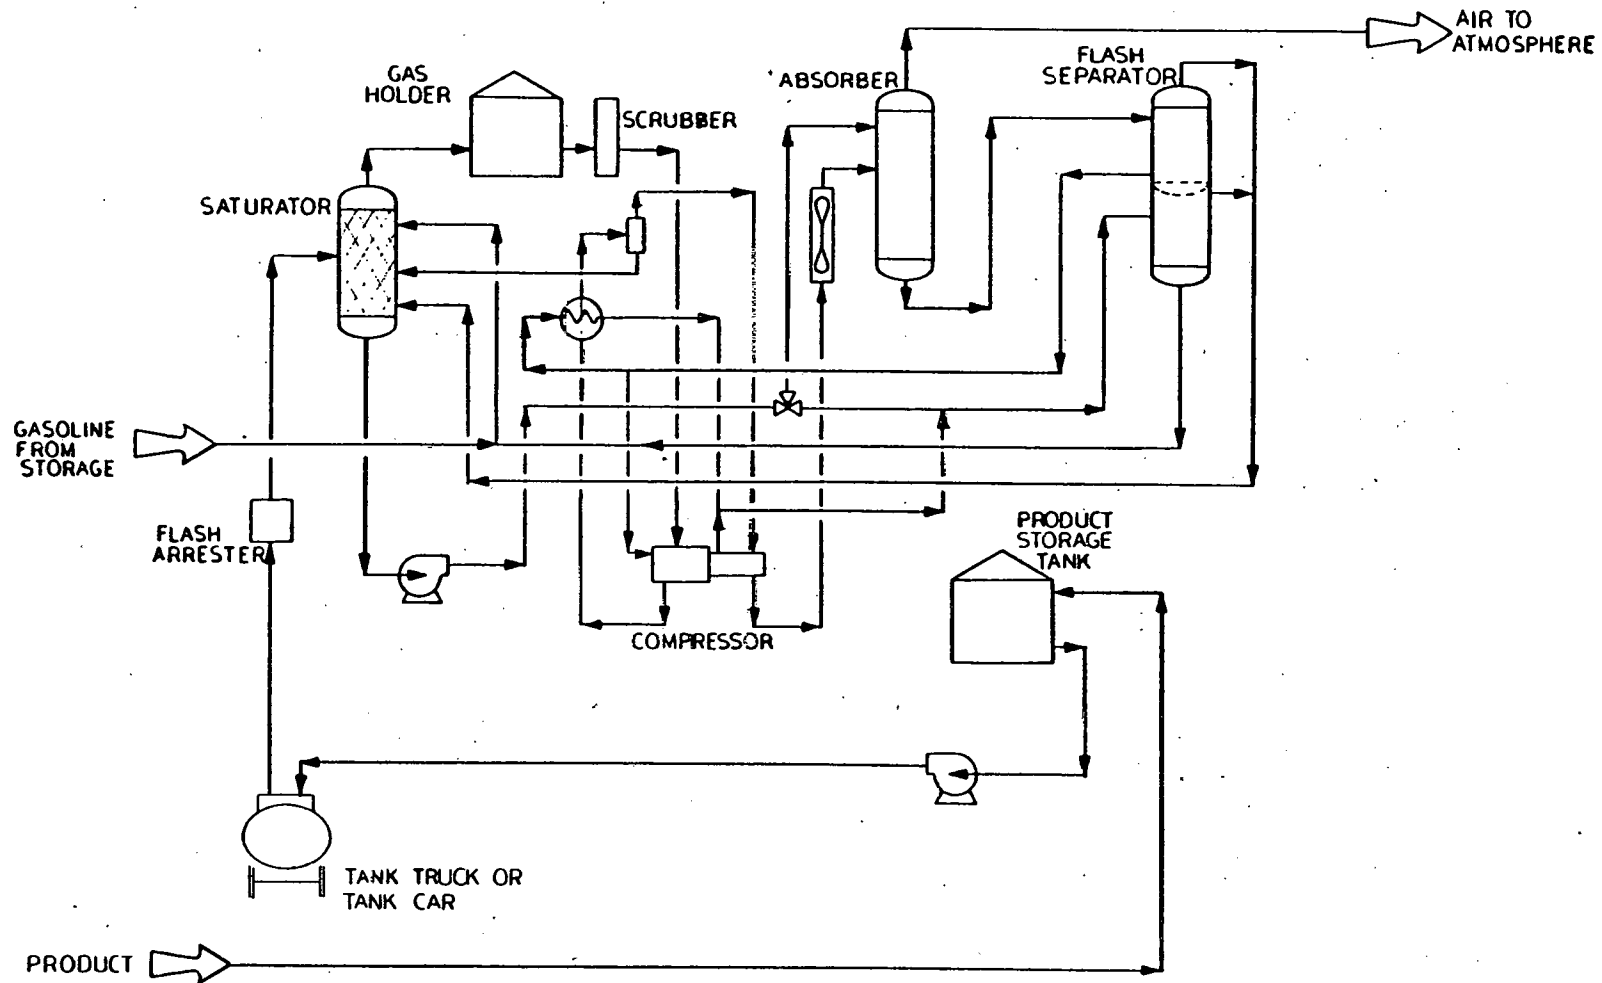 AIR TO
ATMOSPHERE
FLASH
SEPARATOR
ABSORBER
GAS
HOLDER
SCRUBBER
SATURATOR
GASOLINE
FROM
STORAGE
FLASH
ARRESTER
PRODUCT
STORAGE
TANK
COMPRESSOR
TANK TRUCK OR
TANK CAR
PRODUCT